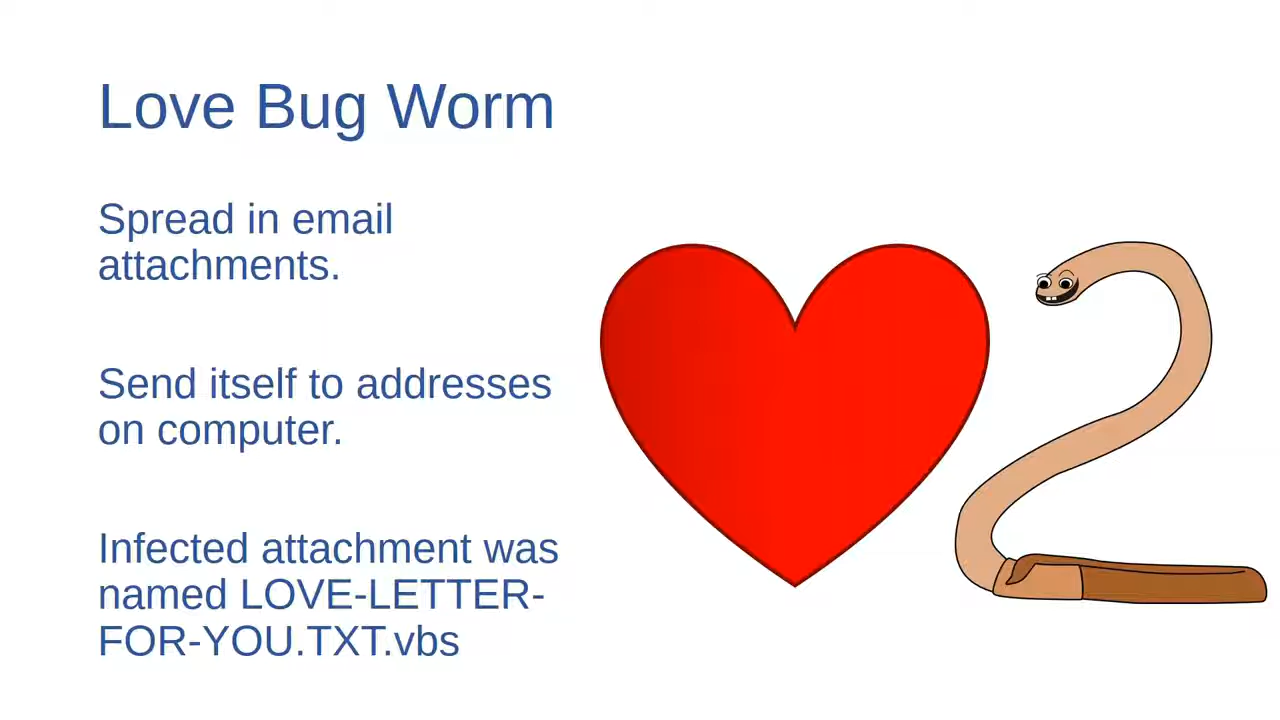 Love Bug Worm
Spread in email
attachments.
Send itself to addresses
on computer.
Infected attachment was
named LOVE-LETTER-
FOR-YOU.TXT.vbs